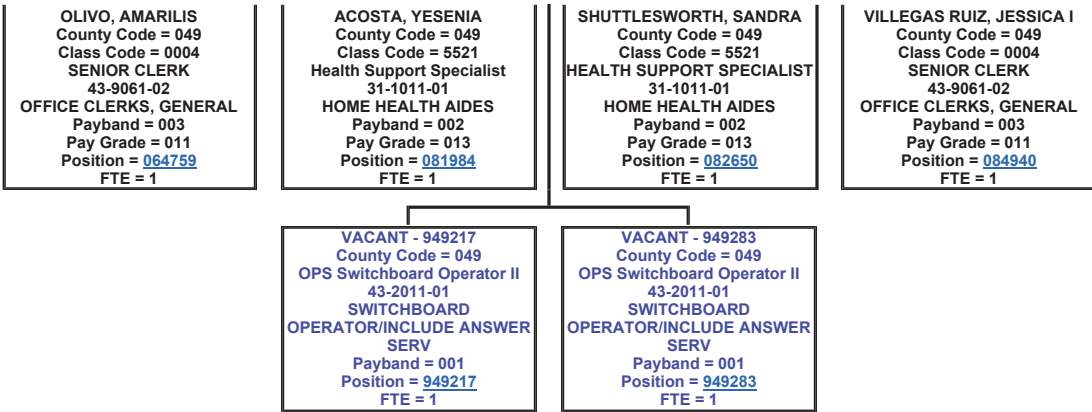 OLIVO, AMARILIS
County Code = 049
Class Code = 0004
SENIOR CLERK
43-9061-02
OFFICE CLERKS, GENERAL
Payband = 003
Pay Grade = 011
Position = 064759
FTE = 1
ACOSTA, YESENIA
County Code = 049
Class Code = 5521
Health Support Specialist
31-1011-01
HOME HEALTH AIDES
Payband = 002
Pay Grade = 013
Position = 081984
FTE = 1
SHUTTLESWORTH, SANDRA
County Code = 049
Class Code = 5521
HEALTH SUPPORT SPECIALIST
31-1011-01
HOME HEALTH AIDES
Payband = 002
Pay Grade = 013
Position = 082650
FTE = 1
VILLEGAS RUIZ, JESSICA I
County Code = 049
Class Code = 0004
SENIOR CLERK
43-9061-02
OFFICE CLERKS, GENERAL
Payband = 003
Pay Grade = 011
Position = 084940
FTE = 1
VACANT - 949217
County Code = 049
OPS Switchboard Operator II
43-2011-01
SWITCHBOARD
OPERATOR/INCLUDE ANSWER
SERV
Payband = 001
Position = 949217
FTE = 1
VACANT - 949283
County Code = 049
OPS Switchboard Operator II
43-2011-01
SWITCHBOARD
OPERATOR/INCLUDE ANSWER
SERV
Payband = 001
Position = 949283
FTE = 1